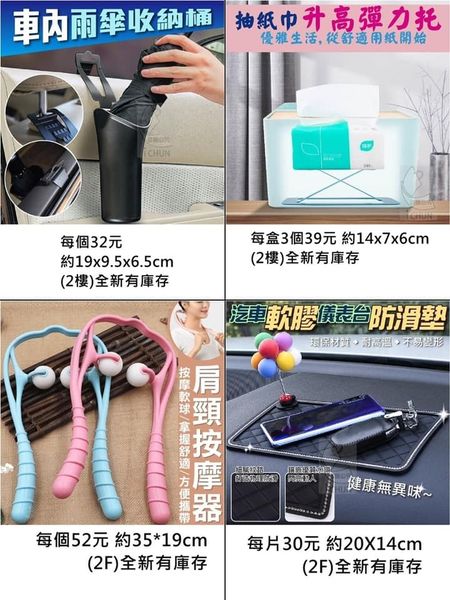 車內雨傘收納桶
每個32元
約19x9.5x6.5cm
(2樓)全新有庫存
抽紙巾升高彈力托
優雅生活,從舒適用紙開始
每盒3個39元 約14x7x6cm
(2樓)全新有庫存
肩頸按摩器
按摩軟球/拿握舒適/方便攜帶
每個52元 約35*19cm
(2F)全新有庫存
汽車軟膠儀表台防滑墊
環保材質•耐高溫•不易變形
健康無異味~
每片30元 約20X14cm
(2F)全新有庫存